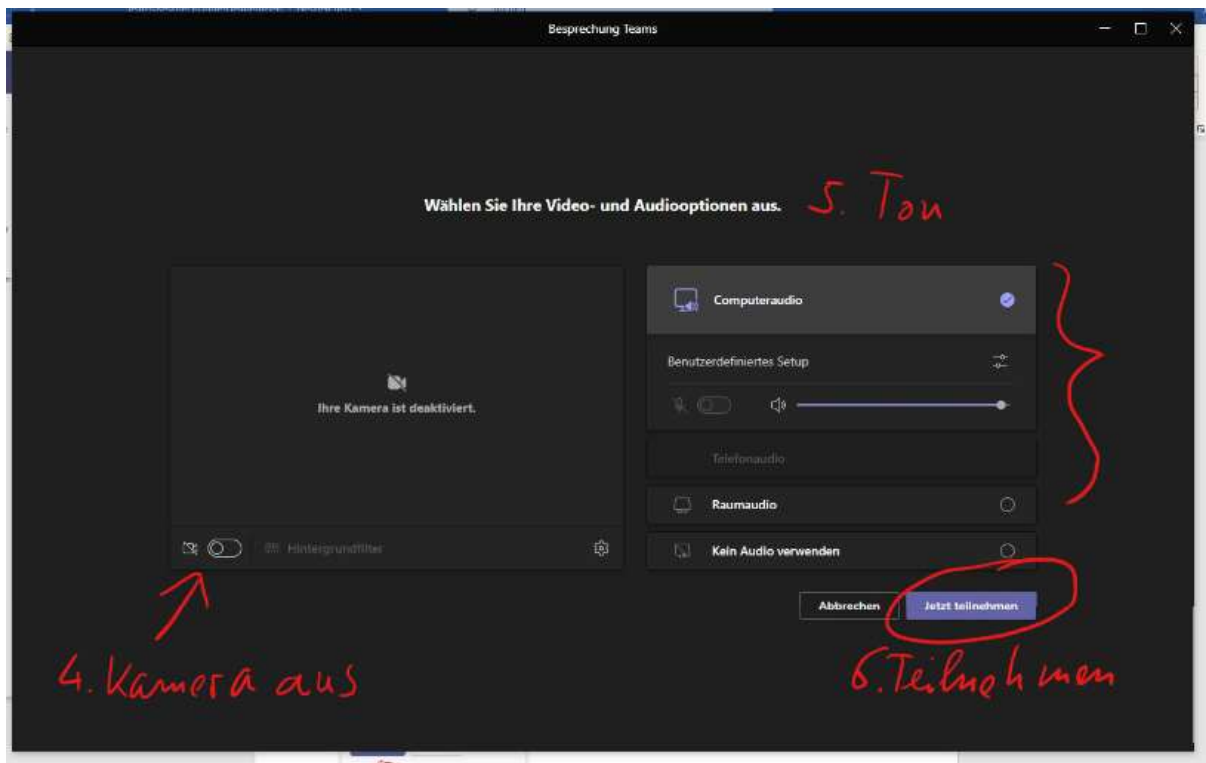 Besprechung Teams
Wählen Sie Ihre Video- und Audiooptionen aus.
5. Ton
Computeraudio
Benutzerdefiniertes Setup
Ihre Kamera ist deaktiviert.
Telefonaudio
Raumaudio
Hintergrundfilter
Kein Audio verwenden
Abbrechen
Jetzt teilnehmen
4. Kamera aus
6. Teilnehmen